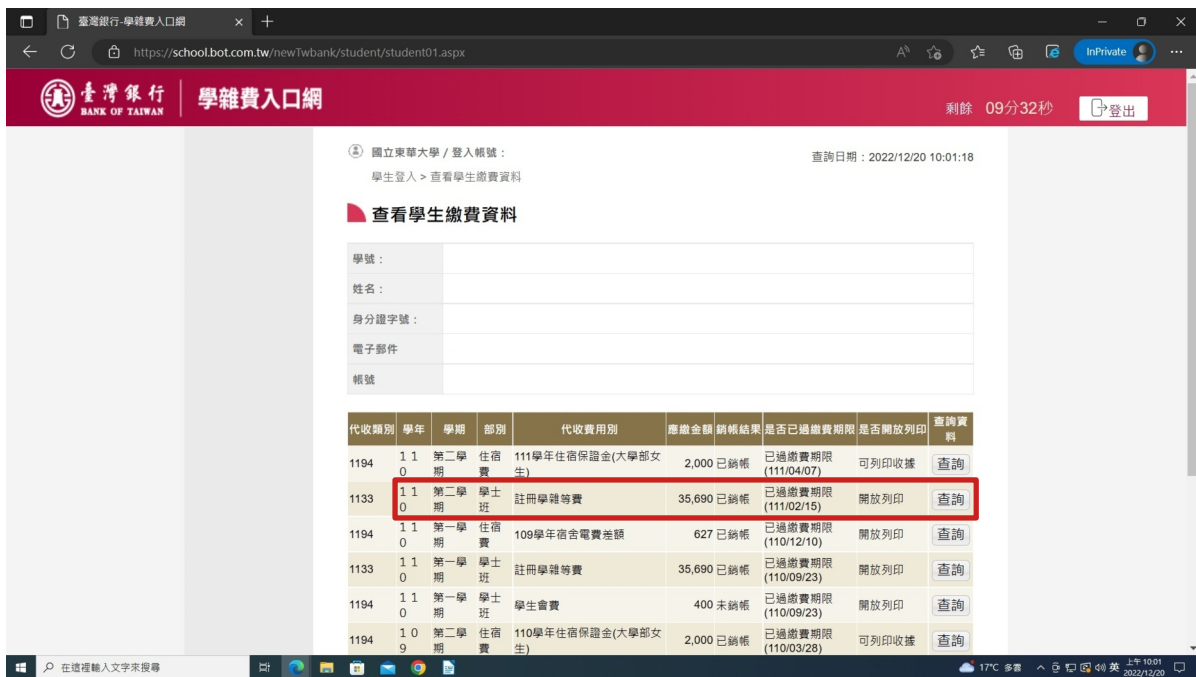 臺灣銀行-學雜費入口網
https://school.bot.com.tw/newTwbank/student/student01.aspx
InPrivate
臺灣銀行
BANK OF TAIWAN
學雜費入口網
剩餘 09分32秒
登出
國立東華大學 / 登入帳號：
查詢日期：2022/12/20 10:01:18
學生登入 > 查看學生繳費資料
查看學生繳費資料
學號：
姓名：
身分證字號：
電子郵件
帳號
代收類別 學年 學期 部別 代收費用別 應繳金額 銷帳結果 是否已過繳費期限 是否開放列印 查詢資料
1194 110 第二學期 住宿費 111學年住宿保證金(大學部女生) 2,000 已銷帳 已過繳費期限(111/04/07) 可列印收據 查詢
1133 110 第二學期 學士班 註冊學雜等費 35,690 已銷帳 已過繳費期限(111/02/15) 開放列印 查詢
1194 110 第一學期 住宿費 109學年宿舍電費差額 627 已銷帳 已過繳費期限(110/12/10) 開放列印 查詢
1133 110 第一學期 學士班 註冊學雜等費 35,690 已銷帳 已過繳費期限(110/09/23) 開放列印 查詢
1194 110 第一學期 學士班 學生會費 400 未銷帳 已過繳費期限(110/09/23) 開放列印 查詢
1194 109 第二學期 住宿費 110學年住宿保證金(大學部女生) 2,000 已銷帳 已過繳費期限(110/03/28) 可列印收據 查詢
在這裡輸入文字來搜尋
17°C 多雲
英
上午 10:01
2022/12/20